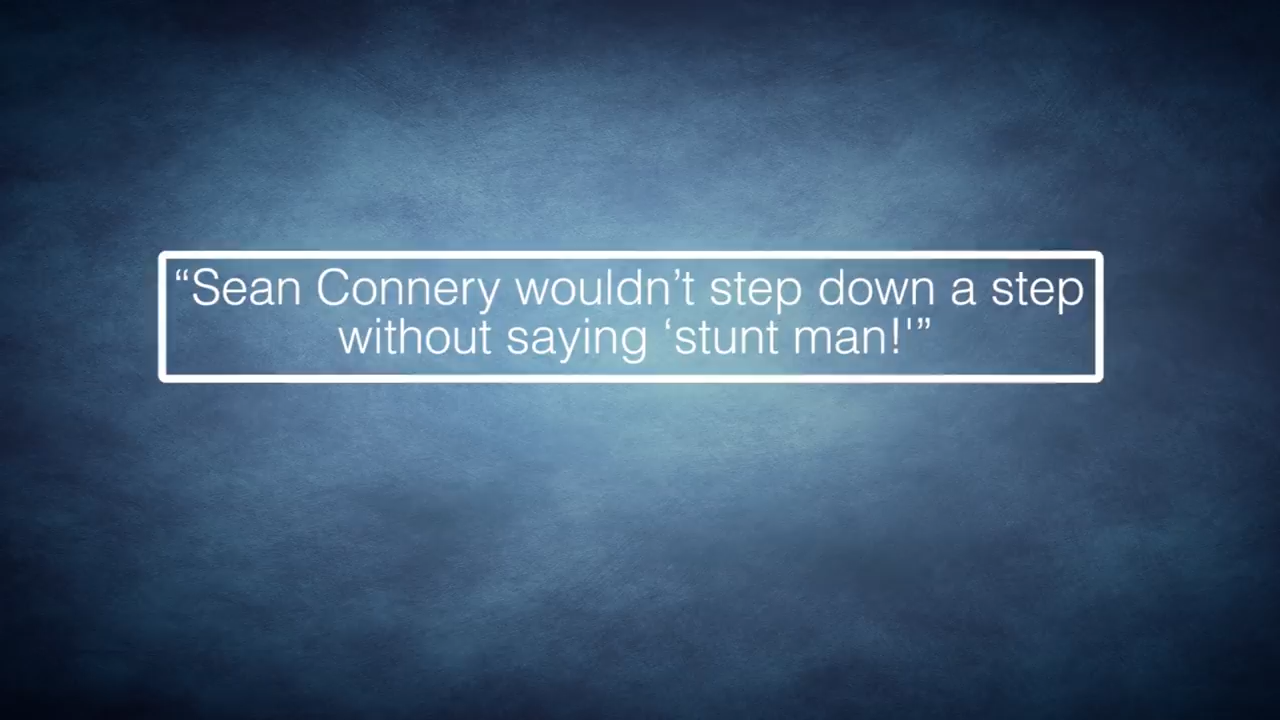 “Sean Connery wouldn’t step down a step
without saying ‘stunt man!'”